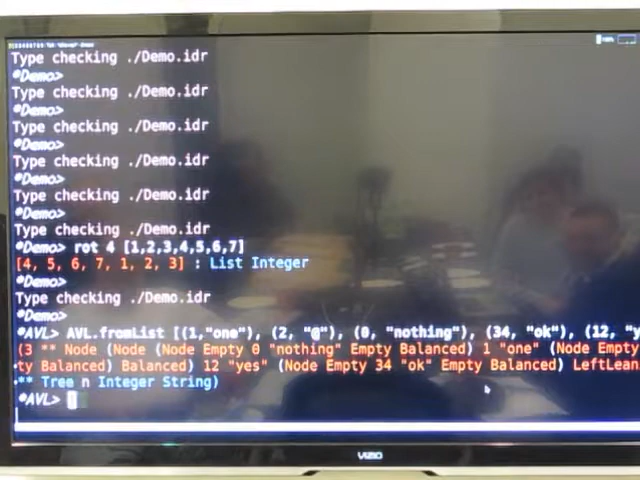 Type checking ./Demo.idr
*Demo>
Type checking ./Demo.idr
*Demo>
Type checking ./Demo.idr
*Demo>
Type checking ./Demo.idr
*Demo>
Type checking ./Demo.idr
*Demo>
Type checking ./Demo.idr
*Demo> rot 4 [1,2,3,4,5,6,7]
[4, 5, 6, 7, 1, 2, 3] : List Integer
*Demo>
Type checking ./Demo.idr
*Demo>
*AVL> AVL.fromList [(1,"one"), (2, "@"), (0, "nothing"), (34, "ok"), (12, "y
(3 ** Node (Node (Node Empty 0 "nothing" Empty Balanced) 1 "one" (Node Empty
ty Balanced) Balanced) 12 "yes" (Node Empty 34 "ok" Empty Balanced) LeftLean
** Tree n Integer String)
*AVL>
VIZIO